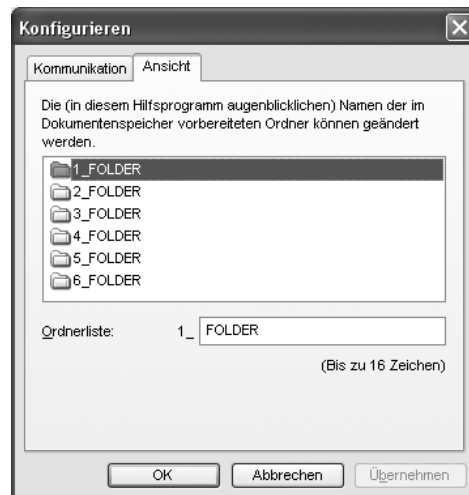 Konfigurieren
Kommunikation Ansicht
Die (in diesem Hilfsprogramm augenblicklichen) Namen der im
Dokumentenspeicher vorbereiteten Ordner können geändert
werden.
1_FOLDER
2_FOLDER
3_FOLDER
4_FOLDER
5_FOLDER
6_FOLDER
Ordnerliste: 1_ FOLDER
(Bis zu 16 Zeichen)
OK Abbrechen Übernehmen